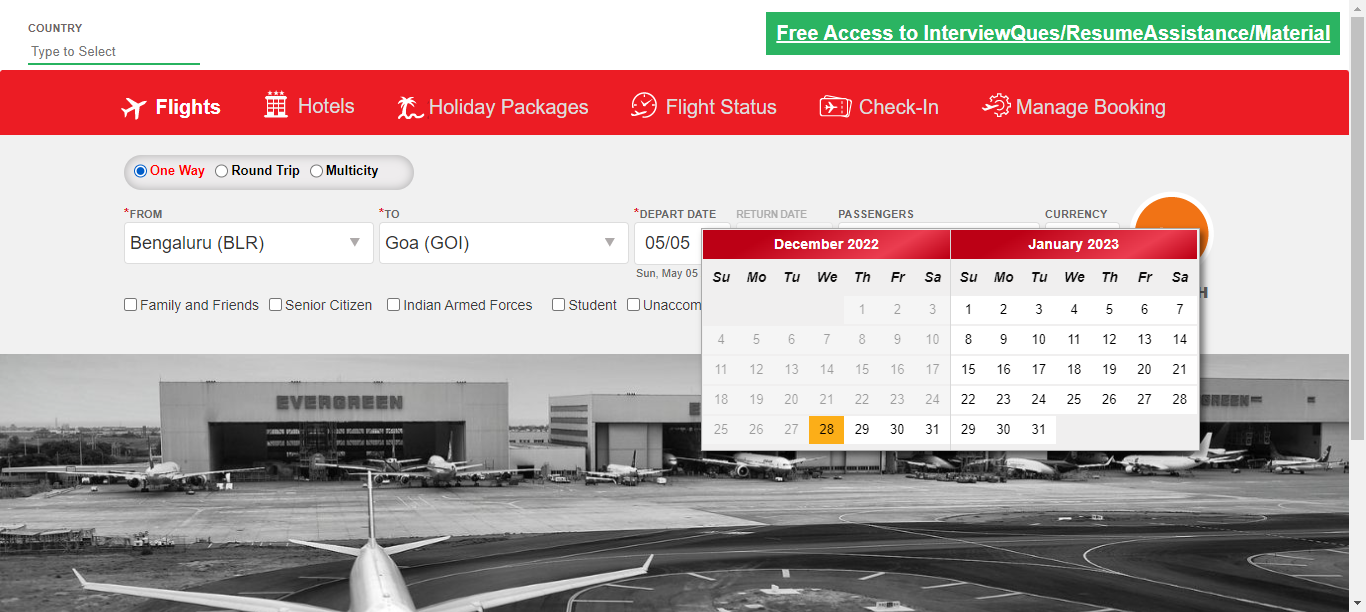 COUNTRY
Type to Select
Free Access to InterviewQues/ResumeAssistance/Material
Flights Hotels Holiday Packages Flight Status Check-In Manage Booking
One Way Round Trip Multicity
*FROM *TO *DEPART DATE RETURN DATE PASSENGERS CURRENCY
Bengaluru (BLR) Goa (GOI) 05/05
Sun, May 05
Family and Friends Senior Citizen Indian Armed Forces Student Unaccom
December 2022 January 2023
Su Mo Tu We Th Fr Sa Su Mo Tu We Th Fr Sa
1 2 3 1 2 3 4 5 6 7
4 5 6 7 8 9 10 8 9 10 11 12 13 14
11 12 13 14 15 16 17 15 16 17 18 19 20 21
18 19 20 21 22 23 24 22 23 24 25 26 27 28
25 26 27 28 29 30 31 29 30 31
H
EVERGREEN